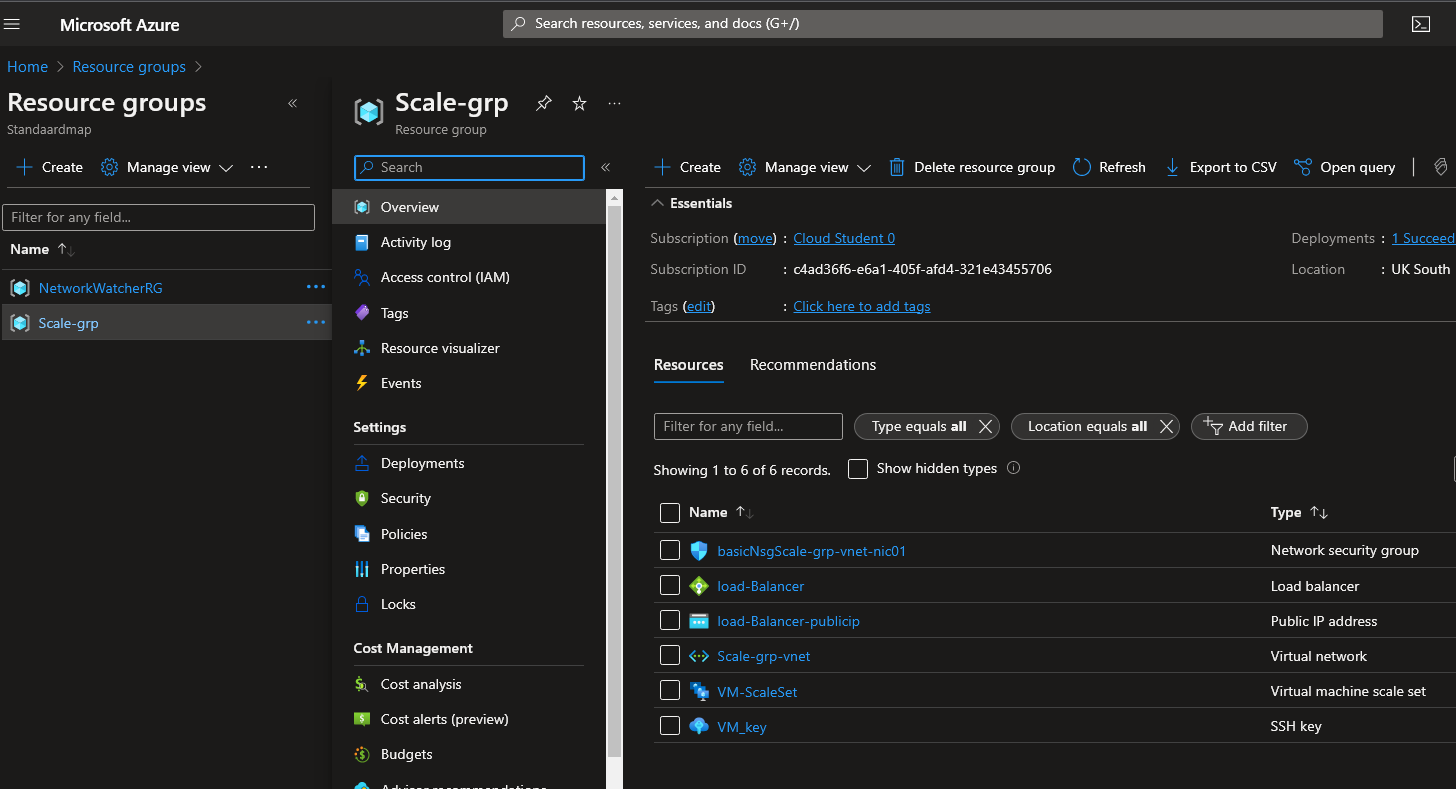 Microsoft Azure
Search resources, services, and docs (G+/)
Home > Resource groups >
Resource groups
Standaardmap
Create Manage view ...
Filter for any field...
Name
NetworkWatcherRG ...
Scale-grp ...
Scale-grp ...
Resource group
Search
Overview
Activity log
Access control (IAM)
Tags
Resource visualizer
Events
Settings
Deployments
Security
Policies
Properties
Locks
Cost Management
Cost analysis
Cost alerts (preview)
Budgets
Create Manage view Delete resource group Refresh Export to CSV Open query
Essentials
Subscription (move) : Cloud Student 0
Deployments : 1 Succeed
Subscription ID : c4ad36f6-e6a1-405f-afd4-321e43455706
Location : UK South
Tags (edit) : Click here to add tags
Resources Recommendations
Filter for any field... Type equals all Location equals all Add filter
Showing 1 to 6 of 6 records. Show hidden types
Name Type
basicNsgScale-grp-vnet-nic01 Network security group
load-Balancer Load balancer
load-Balancer-publicip Public IP address
Scale-grp-vnet Virtual network
VM-ScaleSet Virtual machine scale set
VM_key SSH key